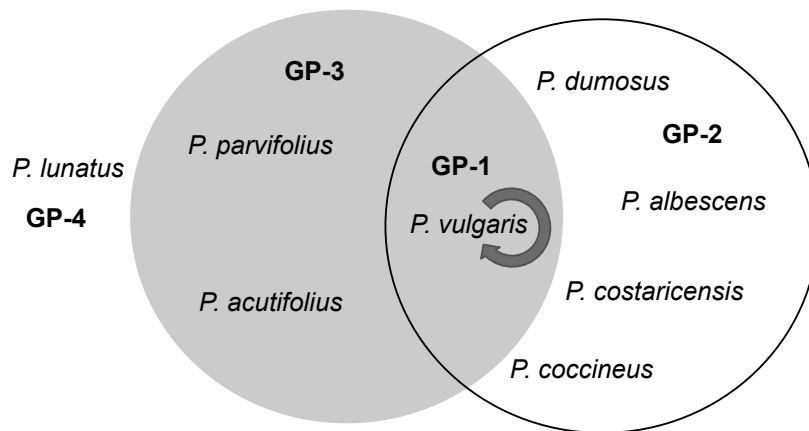 GP-3
P. dumosus
P. parvifolius
GP-2
P. lunatus
GP-1
P. albescens
GP-4
P. vulgaris
P. acutifolius
P. costaricensis
P. coccineus